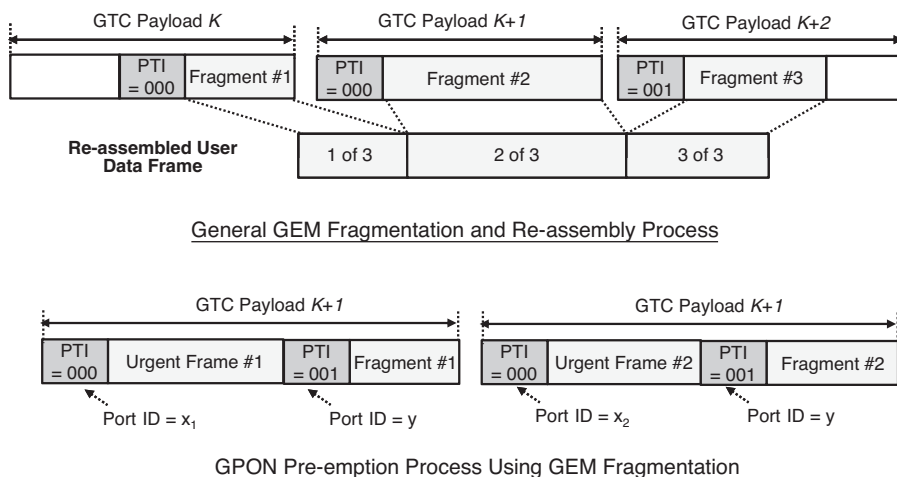 GTC Payload K
GTC Payload K+1
GTC Payload K+2
PTI = 000
Fragment #1
PTI = 000
Fragment #2
PTI = 001
Fragment #3
Re-assembled User Data Frame
1 of 3
2 of 3
3 of 3
General GEM Fragmentation and Re-assembly Process
GTC Payload K+1
GTC Payload K+1
PTI = 000
Urgent Frame #1
PTI = 001
Fragment #1
PTI = 000
Urgent Frame #2
PTI = 001
Fragment #2
Port ID = x1
Port ID = y
Port ID = x2
Port ID = y
GPON Pre-emption Process Using GEM Fragmentation